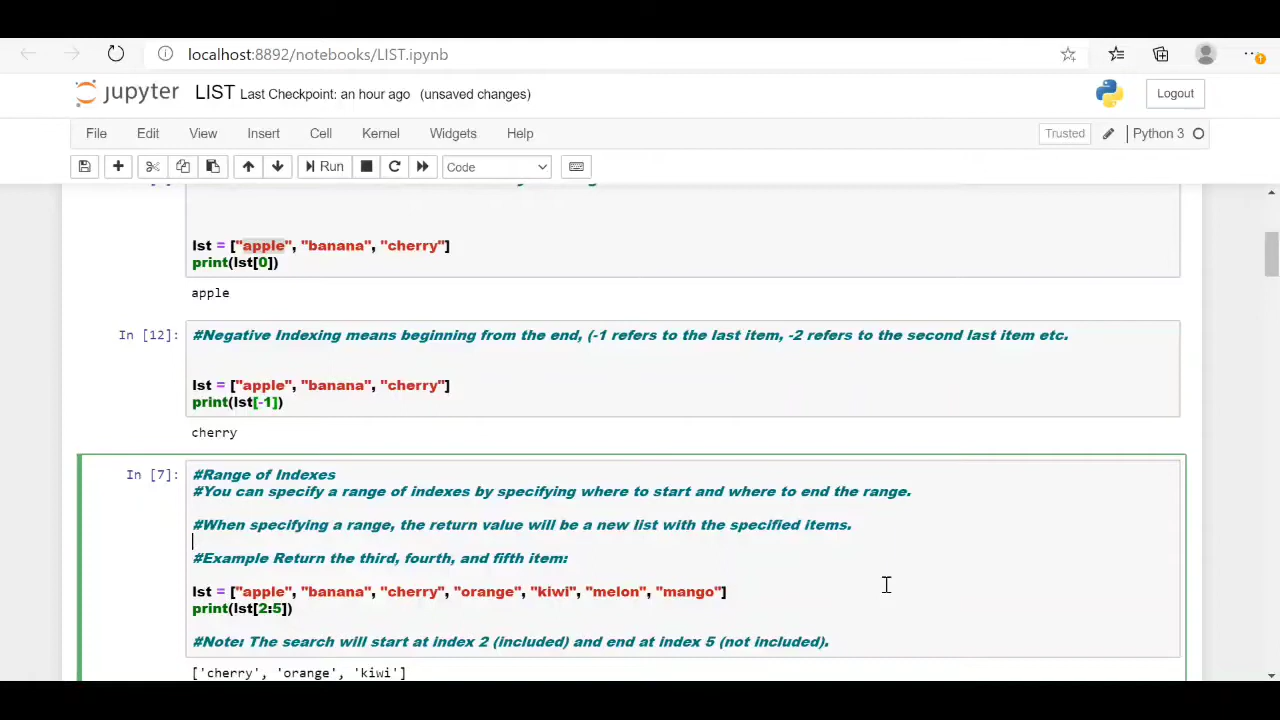 localhost:8892/notebooks/LIST.ipynb
jupyter LIST Last Checkpoint: an hour ago (unsaved changes)
Logout
File Edit View Insert Cell Kernel Widgets Help
Trusted Python 3
Run Code
lst = ["apple", "banana", "cherry"]
print(lst[0])
apple
In [12]:
#Negative Indexing means beginning from the end, (-1 refers to the last item, -2 refers to the second last item etc.
lst = ["apple", "banana", "cherry"]
print(lst[-1])
cherry
In [7]:
#Range of Indexes
#You can specify a range of indexes by specifying where to start and where to end the range.
#When specifying a range, the return value will be a new list with the specified items.
#Example Return the third, fourth, and fifth item:
lst = ["apple", "banana", "cherry", "orange", "kiwi", "melon", "mango"]
print(lst[2:5])
#Note: The search will start at index 2 (included) and end at index 5 (not included).
['cherry', 'orange', 'kiwi']